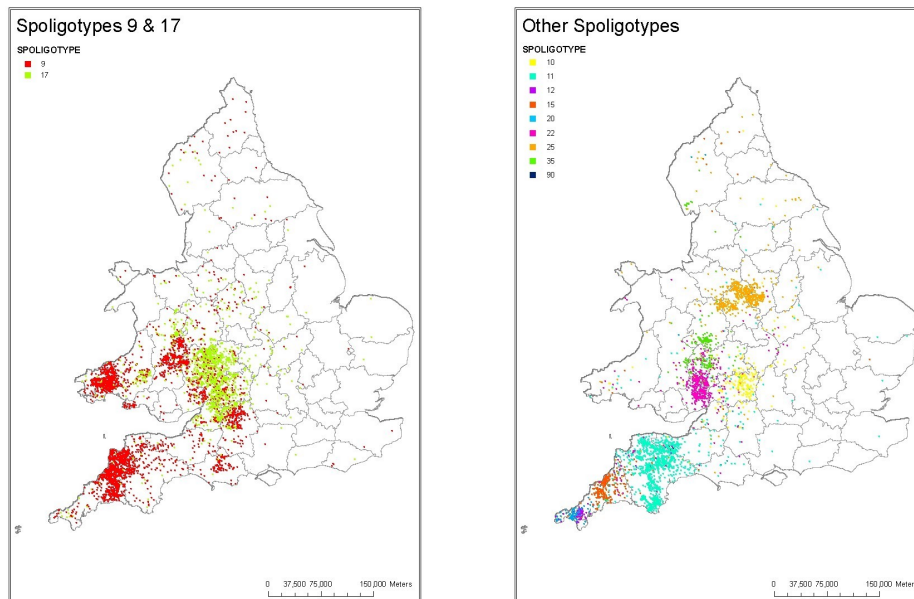 Spoligotypes 9 & 17
SPOLIGOTYPE
9
17
0 37,500 75,000 150,000 Meters
Other Spoligotypes
SPOLIGOTYPE
10
11
12
15
20
22
25
35
90
0 37,500 75,000 150,000 Meters